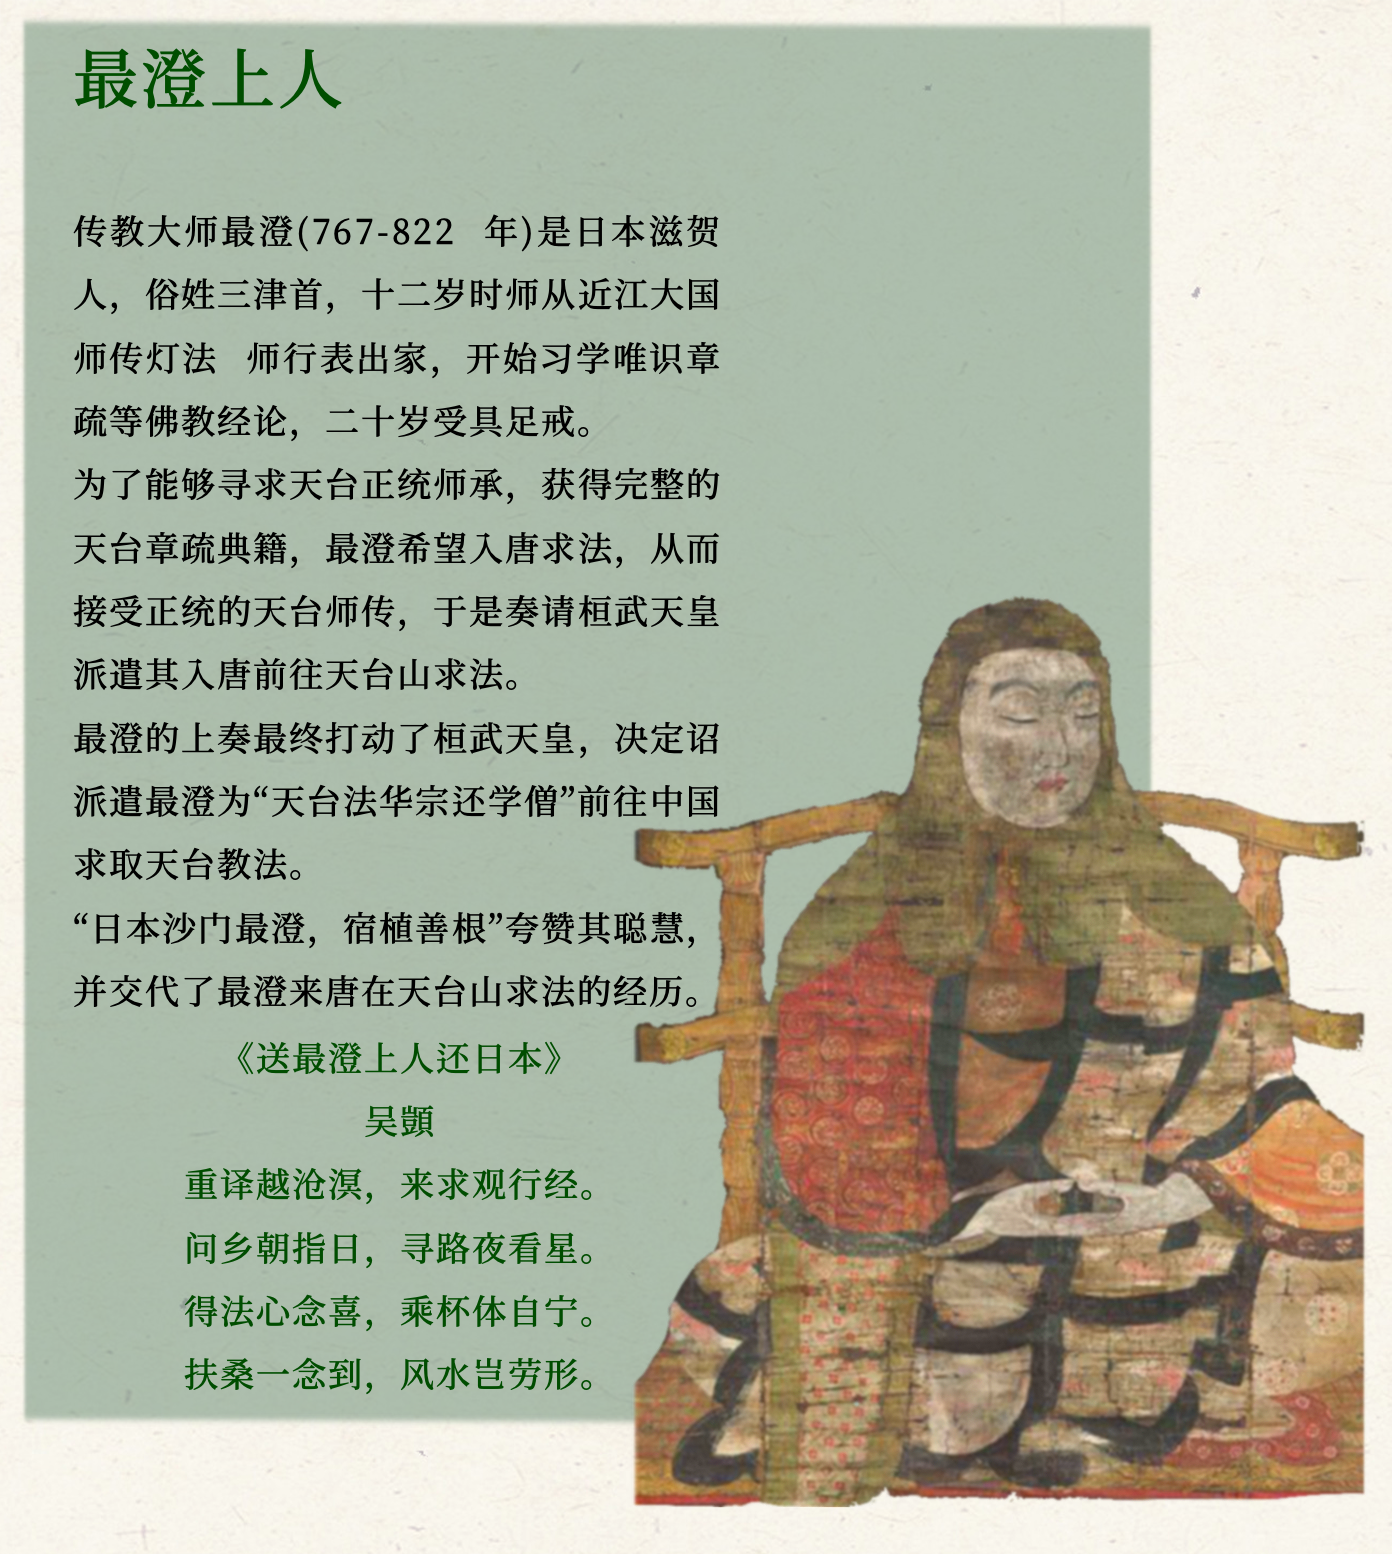 最澄上人
传教大师最澄(767-822 年)是日本滋贺
人，俗姓三津首，十二岁时师从近江大国
师传灯法 师行表出家，开始习学唯识章
疏等佛教经论，二十岁受具足戒。
为了能够寻求天台正统师承，获得完整的
天台章疏典籍，最澄希望入唐求法，从而
接受正统的天台师传，于是奏请桓武天皇
派遣其入唐前往天台山求法。
最澄的上奏最终打动了桓武天皇，决定诏
派遣最澄为“天台法华宗还学僧”前往中国
求取天台教法。
“日本沙门最澄，宿植善根”夸赞其聪慧，
并交代了最澄来唐在天台山求法的经历。
《送最澄上人还日本》
吴顗
重译越沧溟，来求观行经。
问乡朝指日，寻路夜看星。
得法心念喜，乘杯体自宁。
扶桑一念到，风水岂劳形。